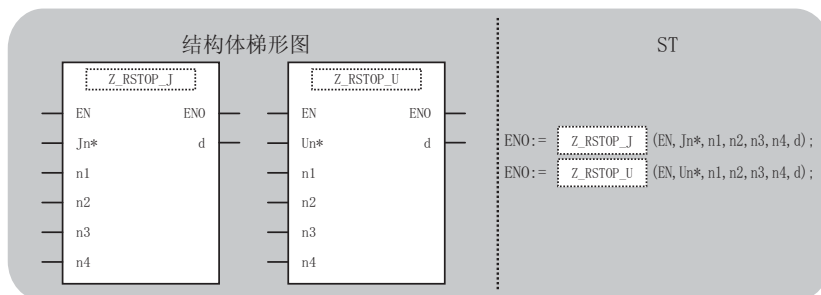 结构体梯形图
Z_RSTOP_J
EN ENO
Jn* d
n1
n2
n3
n4
Z_RSTOP_U
EN ENO
Un* d
n1
n2
n3
n4
ST
ENO:= Z_RSTOP_J (EN,Jn*,n1,n2,n3,n4,d);
ENO:= Z_RSTOP_U (EN,Un*,n1,n2,n3,n4,d);